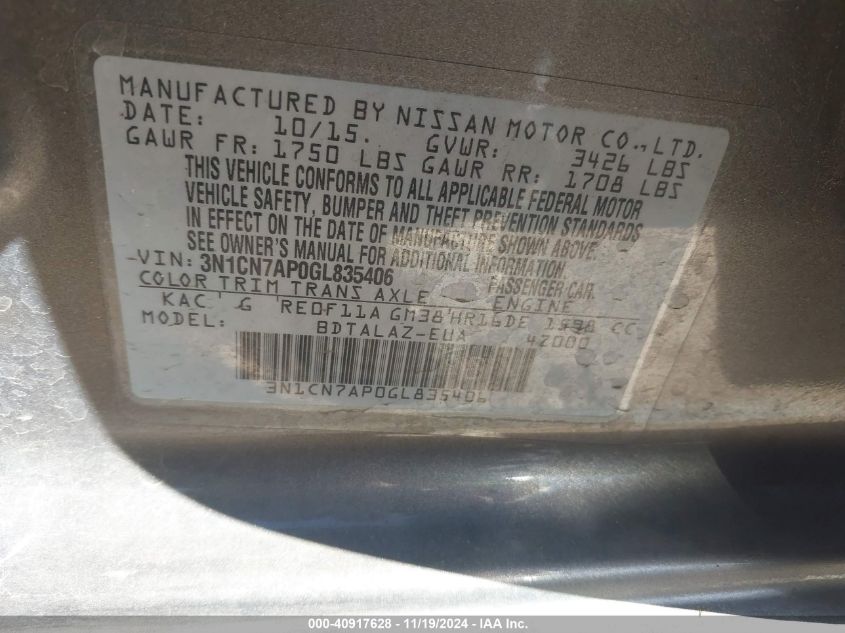 MANUFACTURED BY NISSAN MOTOR CO., LTD.
DATE: 10/15. GVWR: 3426 LBS
GAWR FR: 1750 LBS GAWR RR: 1708 LBS
THIS VEHICLE CONFORMS TO ALL APPLICABLE FEDERAL MOTOR
VEHICLE SAFETY, BUMPER AND THEFT PREVENTION STANDARDS
IN EFFECT ON THE DATE OF MANUFACTURE SHOWN ABOVE.
SEE OWNER'S MANUAL FOR ADDITIONAL INFORMATION
VIN: 3N1CN7AP0GL835406 PASSENGER CAR.
COLOR TRIM TRANS AXLE ENGINE
KAC G RE0F11A GM38 HR16DE 1598 CC
MODEL: BDTALAZ-EUA 42000
3N1CN7AP0GL835406
000-40917628 - 11/19/2024 - IAA Inc.